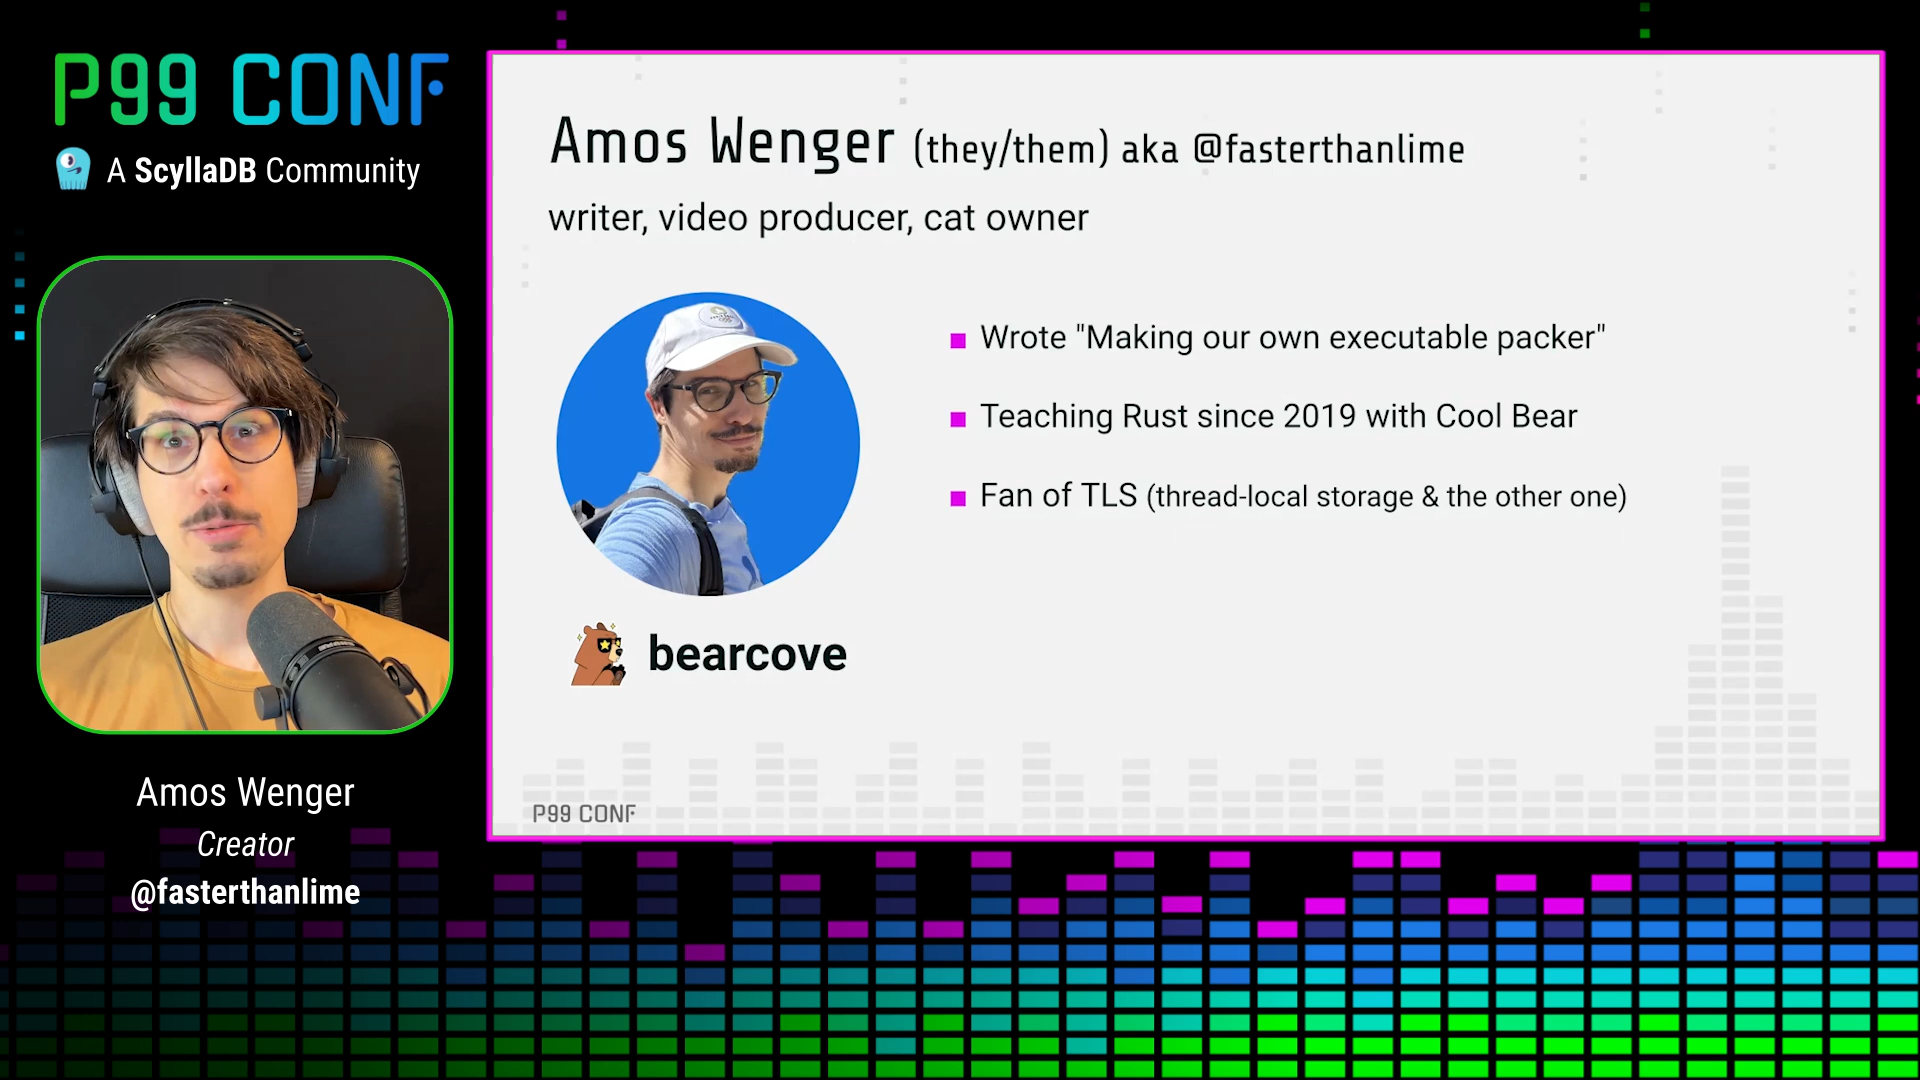 P99 CONF
A ScyllaDB Community
Amos Wenger (they/them) aka @fasterthanlime
writer, video producer, cat owner
Wrote "Making our own executable packer"
Teaching Rust since 2019 with Cool Bear
Fan of TLS (thread-local storage & the other one)
bearcove
P99 CONF
Amos Wenger
Creator
@fasterthanlime